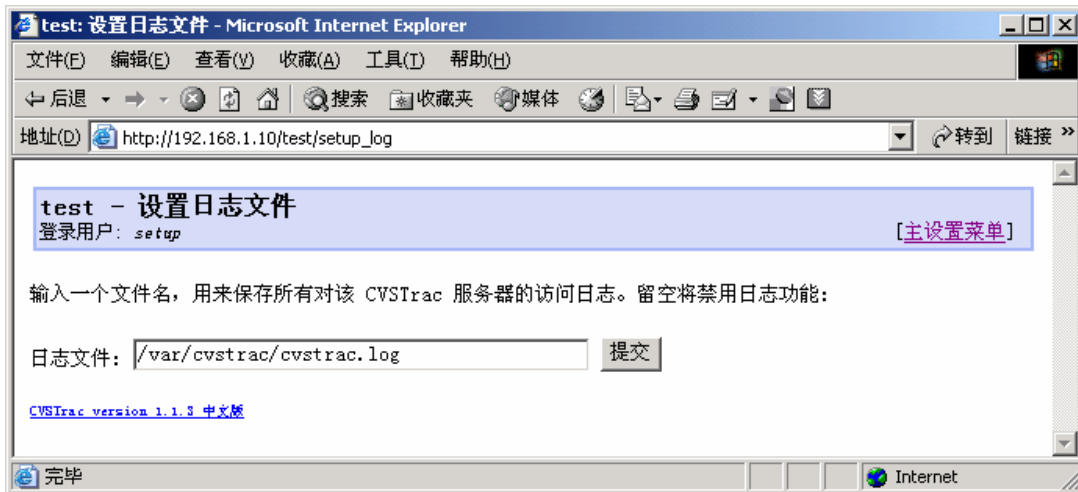 test: 设置日志文件 - Microsoft Internet Explorer
文件(F) 编辑(E) 查看(V) 收藏(A) 工具(T) 帮助(H)
后退 搜索 收藏夹 媒体
地址(D) http://192.168.1.10/test/setup_log 转到 链接 »
test - 设置日志文件
登录用户: setup [主设置菜单]
输入一个文件名，用来保存所有对该 CVSTrac 服务器的访问日志。留空将禁用日志功能:
日志文件: /var/cvstrac/cvstrac.log 提交
CVSTrac version 1.1.3 中文版
完毕 Internet